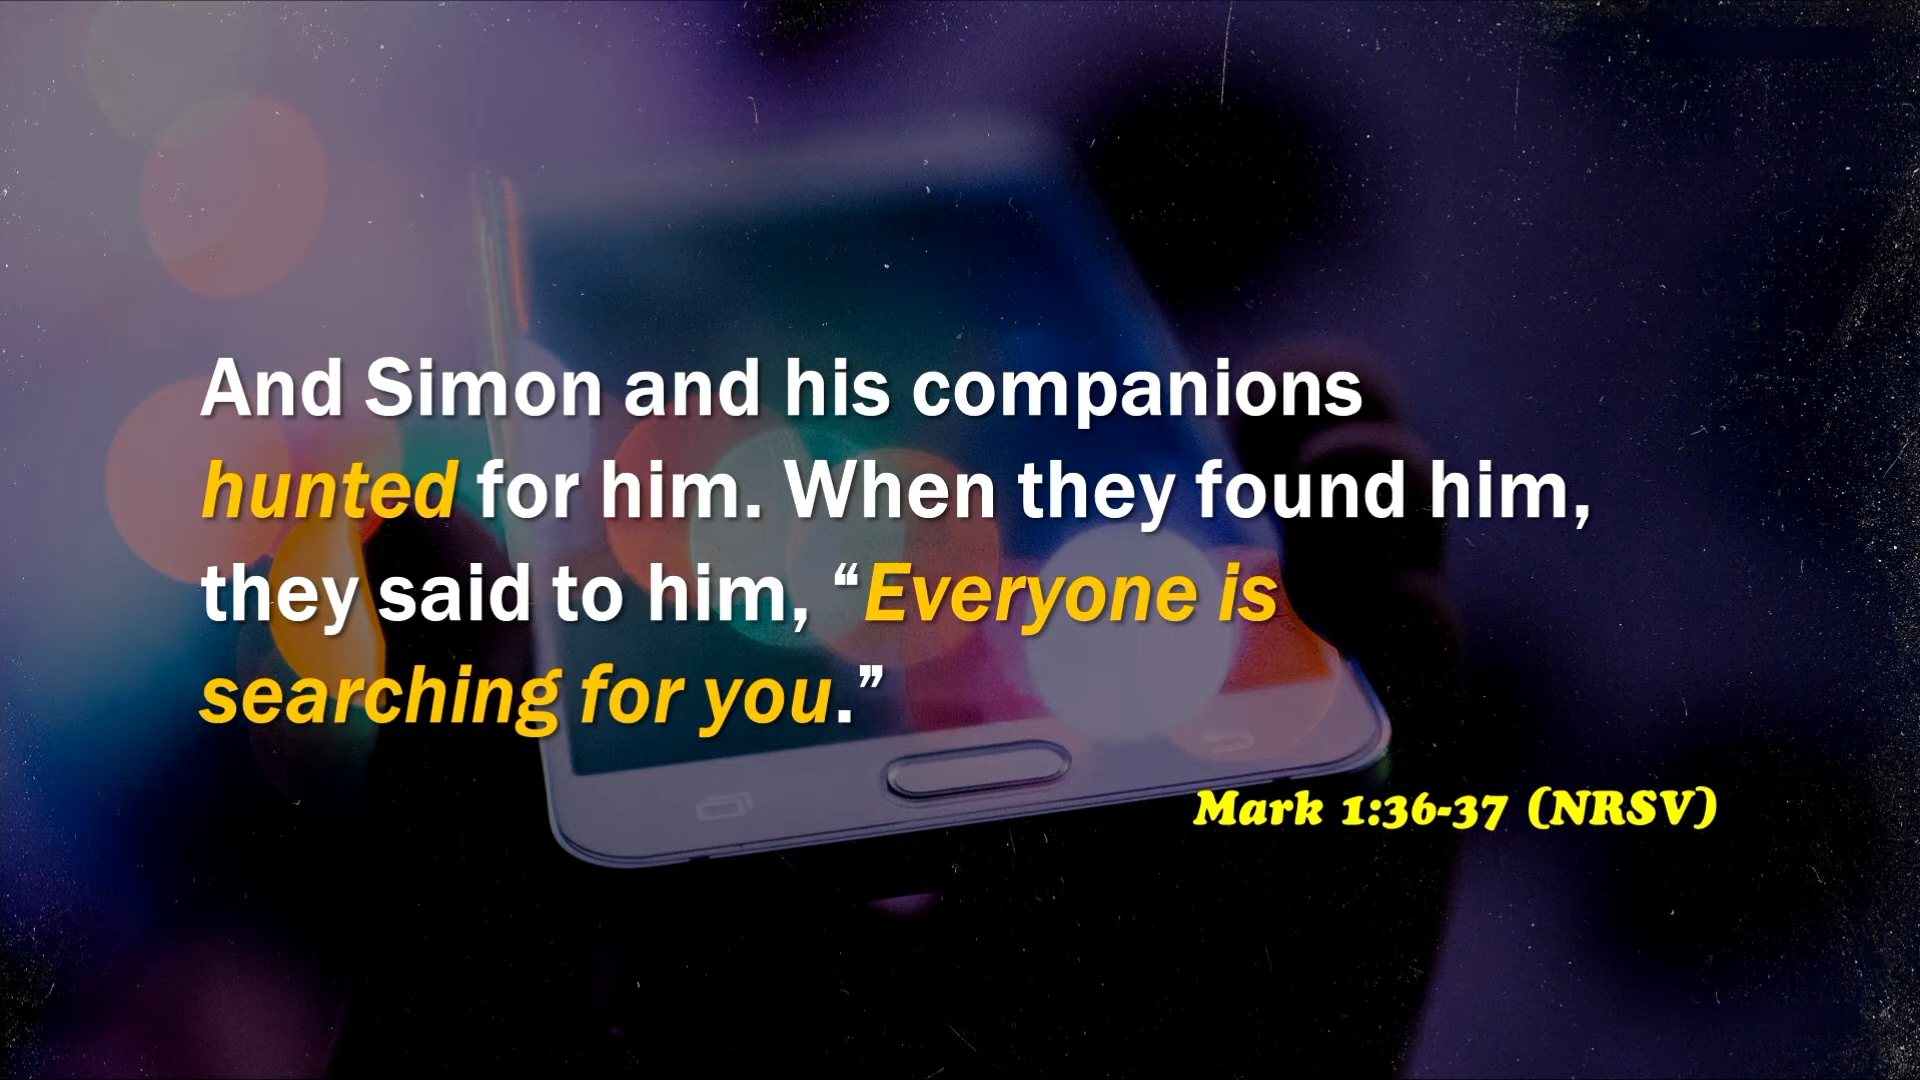 And Simon and his companions
hunted for him. When they found him,
they said to him, “Everyone is
searching for you.”
Mark 1:36-37 (NRSV)